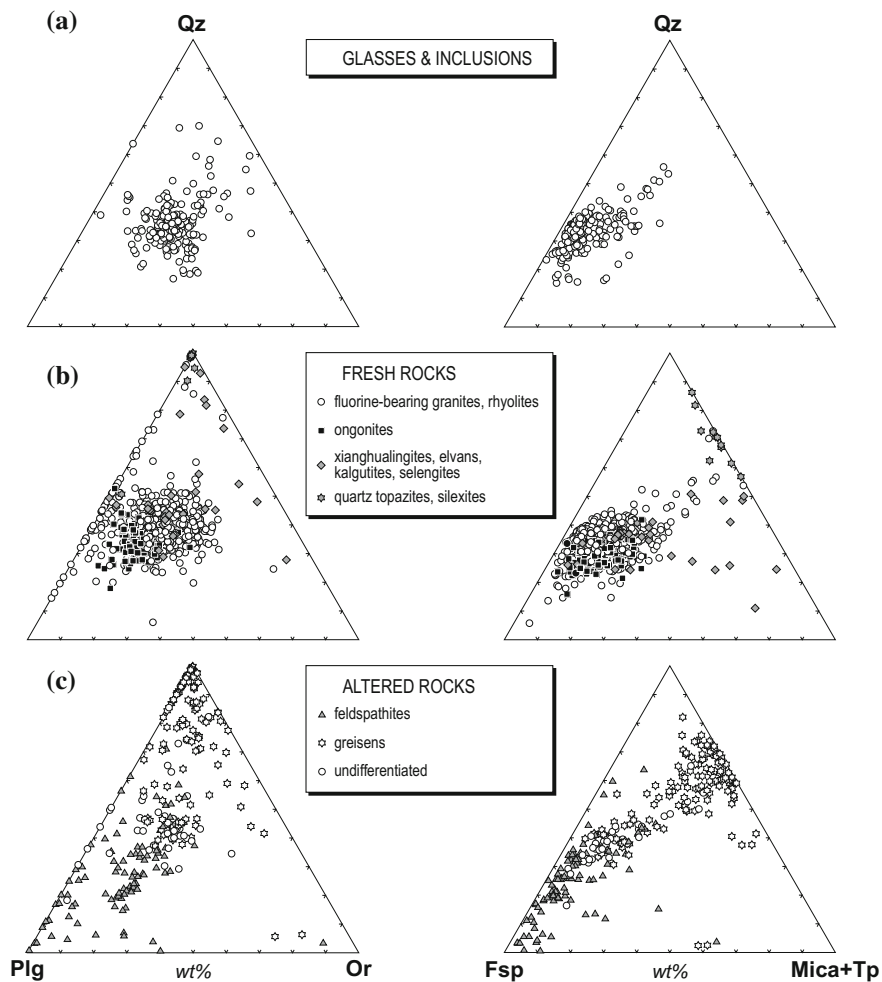 (a)
Qz
Qz
GLASSES & INCLUSIONS
(b)
FRESH ROCKS
fluorine-bearing granites, rhyolites
ongonites
xianghualingites, elvans,
kalgutites, selengites
quartz topazites, silexites
(c)
ALTERED ROCKS
feldspathites
greisens
undifferentiated
Plg
wt%
Or
Fsp
wt%
Mica+Tp